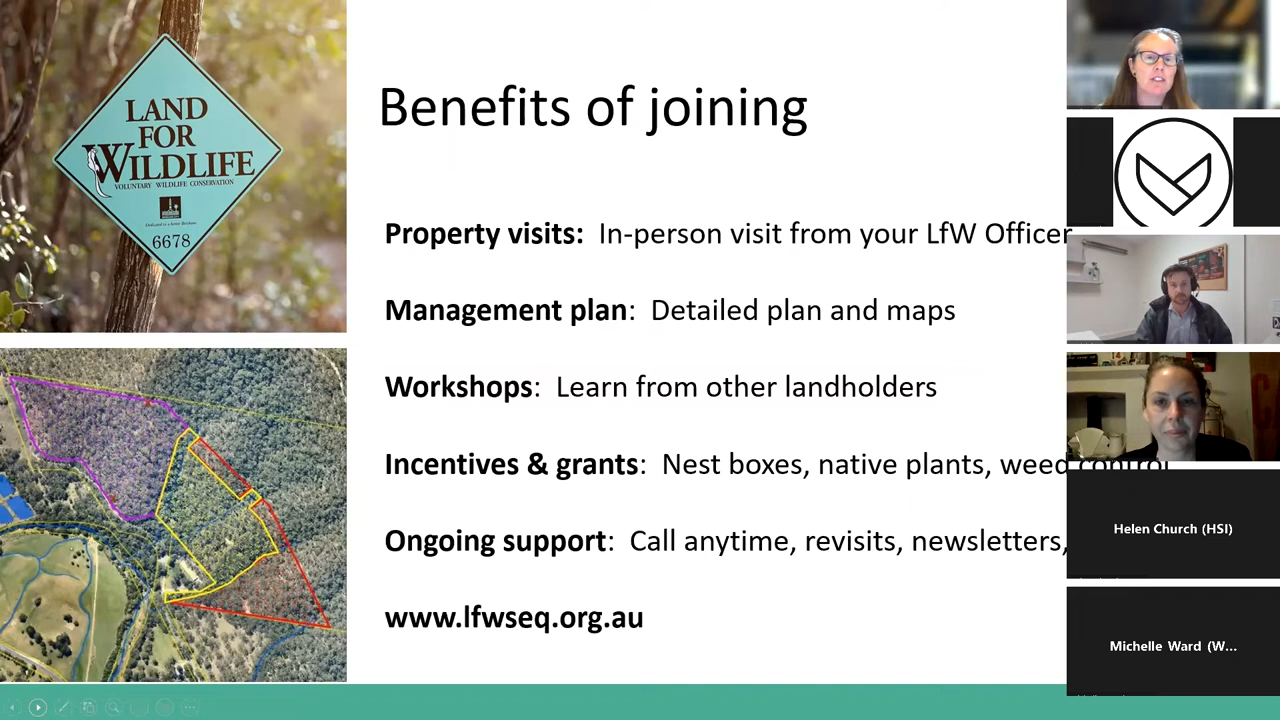 LAND
FOR
WILDLIFE
VOLUNTARY WILDLIFE CONSERVATION
6678
Benefits of joining
Property visits: In-person visit from your LfW Officer
Management plan: Detailed plan and maps
Workshops: Learn from other landholders
Incentives & grants: Nest boxes, native plants, weed control
Ongoing support: Call anytime, revisits, newsletters,
www.lfwseq.org.au
Helen Church (HSI)
Michelle Ward (W...